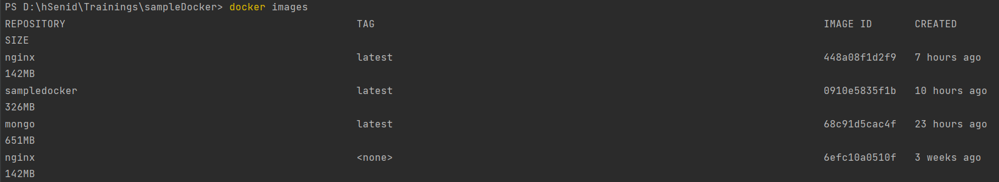 PS D:\hSenid\Trainings\sampleDocker> docker images
REPOSITORY TAG IMAGE ID CREATED
SIZE
nginx latest 448a08f1d2f9 7 hours ago
142MB
sampledocker latest 0910e5835f1b 10 hours ago
326MB
mongo latest 68c91d5cac4f 23 hours ago
651MB
nginx <none> 6efc10a0510f 3 weeks ago
142MB